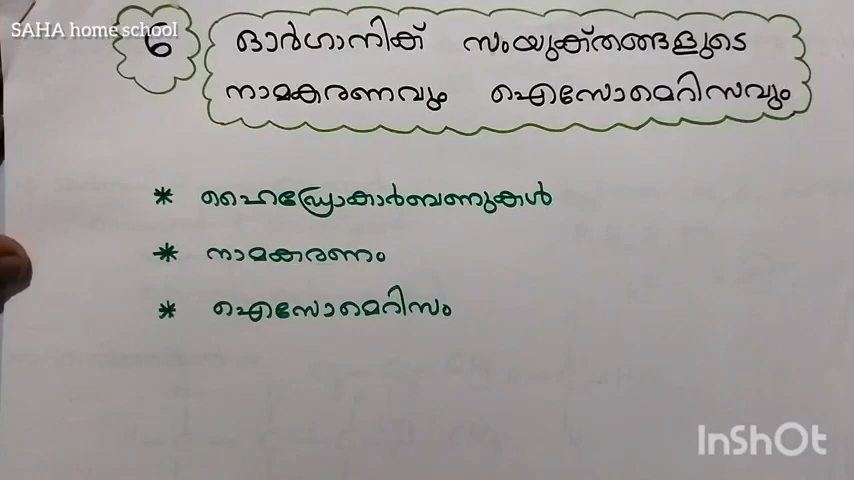 SAHA home school
6
ഓർഗാനിക് സംയുക്തങ്ങളുടെ
നാമകരണവും ഐസോമെറിസവും
* ഹൈഡ്രോകാർബണുകൾ
* നാമകരണം
* ഐസോമെറിസം
InShOt